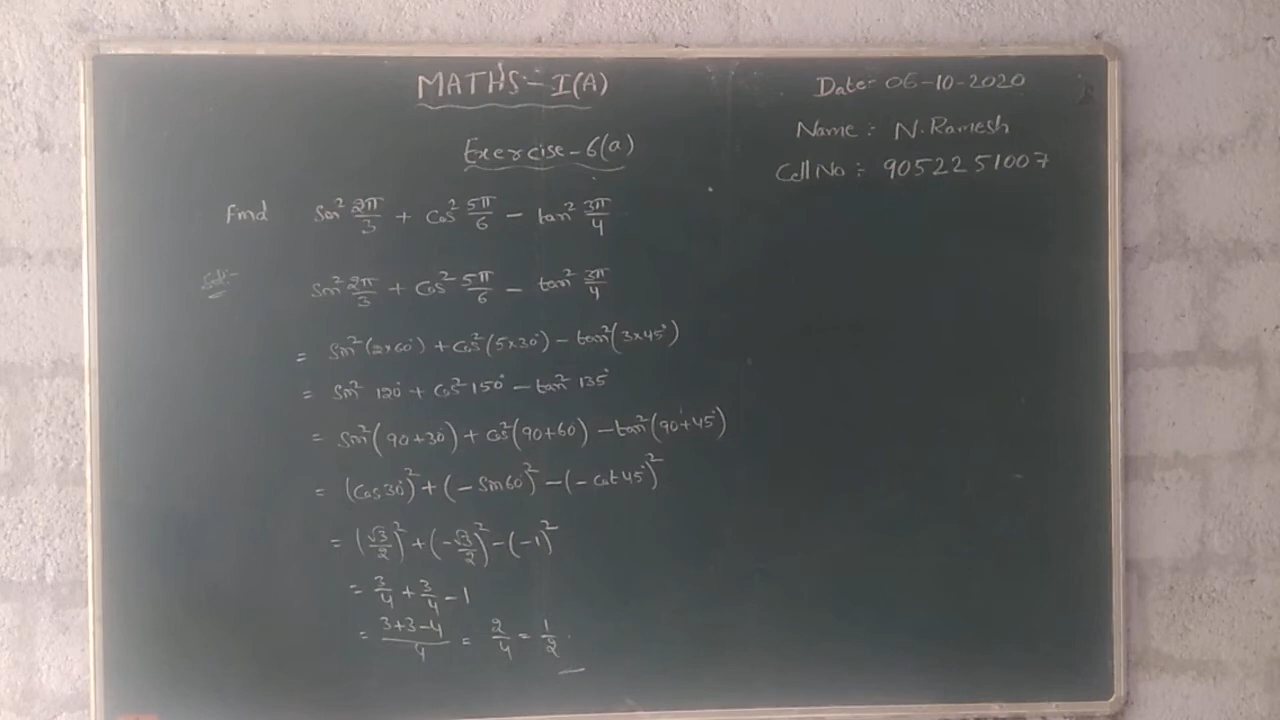 MATHS - I(A)
Date:- 06-10-2020
Name : N. Ramesh
Cell No : 9052251007
Exercise - 6(a)
Find Sin² 2π/3 + Cos² 5π/6 - tan² 3π/4
Sol:-
Sin² 2π/3 + Cos² 5π/6 - tan² 3π/4
= Sin² (2×60°) + Cos² (5×30°) - tan² (3×45°)
= Sin² 120° + Cos² 150° - tan² 135°
= Sin² (90+30°) + Cos² (90+60) - tan² (90°+45°)
= (Cos 30°)² + (- Sin 60°)² - (- Cot 45°)²
= (√3/2)² + (-√3/2)² - (-1)²
= 3/4 + 3/4 - 1
= 3+3-4/4 = 2/4 = 1/2.